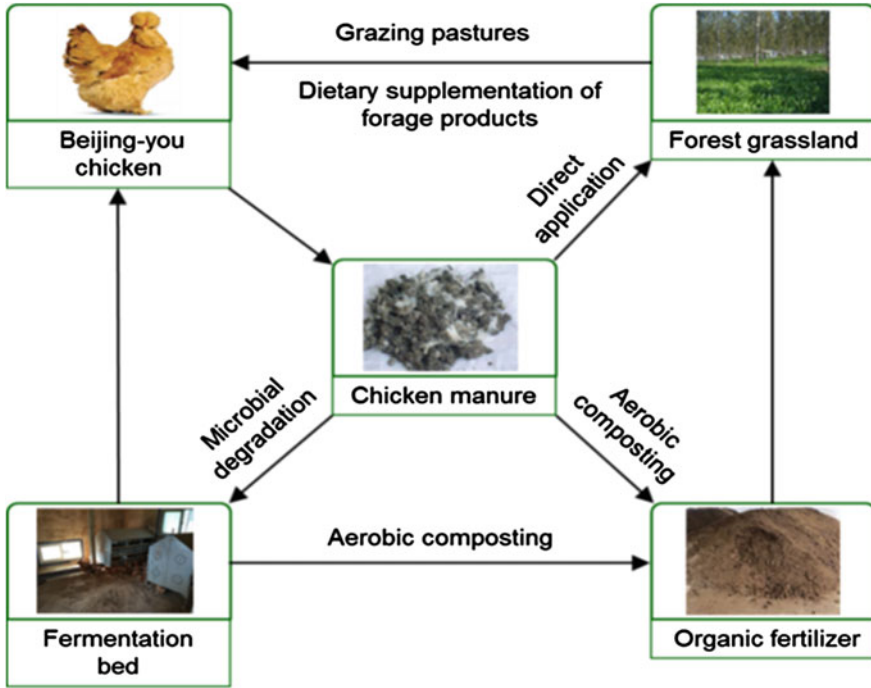 Grazing pastures
Dietary supplementation of
forage products
Beijing-you
chicken
Forest grassland
Direct
application
Chicken manure
Microbial
degradation
Aerobic
composting
Aerobic composting
Fermentation
bed
Organic fertilizer